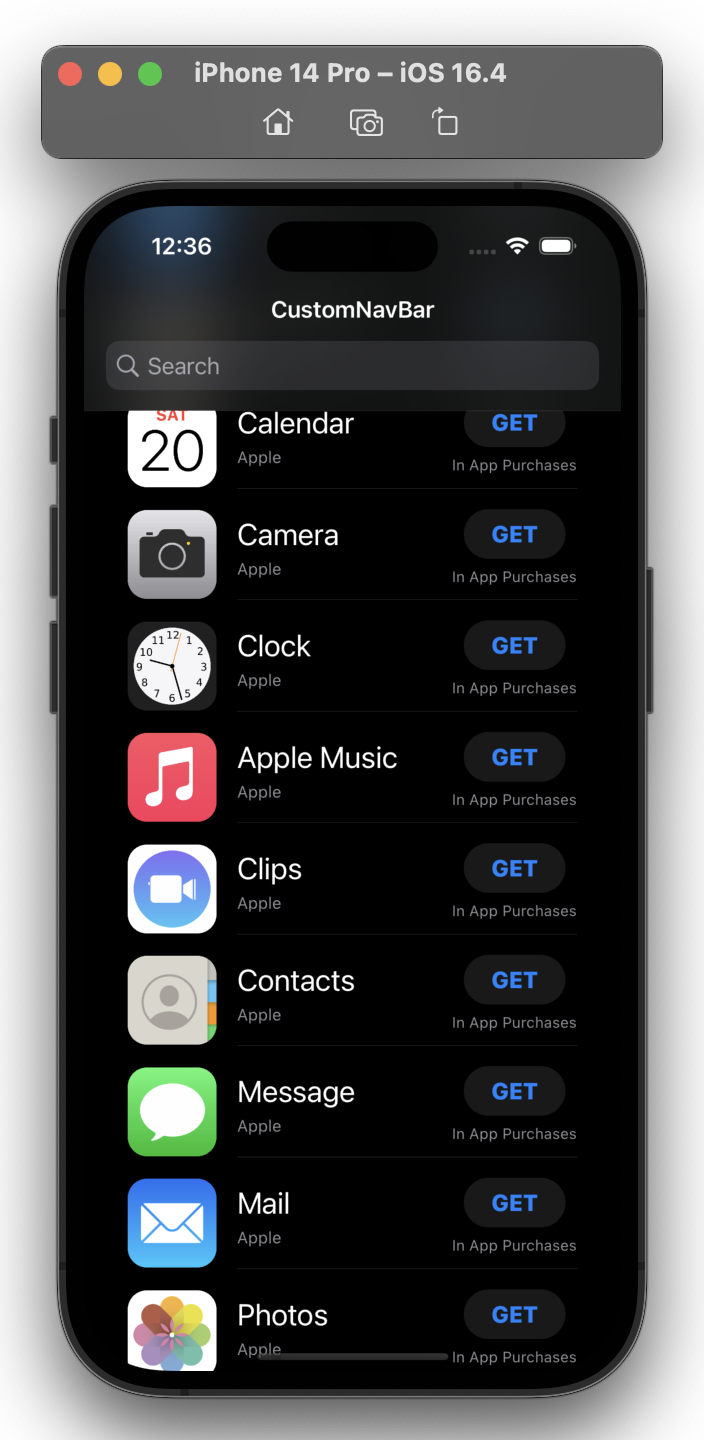 iPhone 14 Pro – iOS 16.4
12:36
CustomNavBar
Search
SAT
20
Calendar
GET
Apple
In App Purchases
Camera
GET
Apple
In App Purchases
Clock
GET
Apple
In App Purchases
12
1
2
3
4
5
6
7
8
9
10
11
Apple Music
GET
Apple
In App Purchases
Clips
GET
Apple
In App Purchases
Contacts
GET
Apple
In App Purchases
Message
GET
Apple
In App Purchases
Mail
GET
Apple
In App Purchases
Photos
GET
Apple
In App Purchases